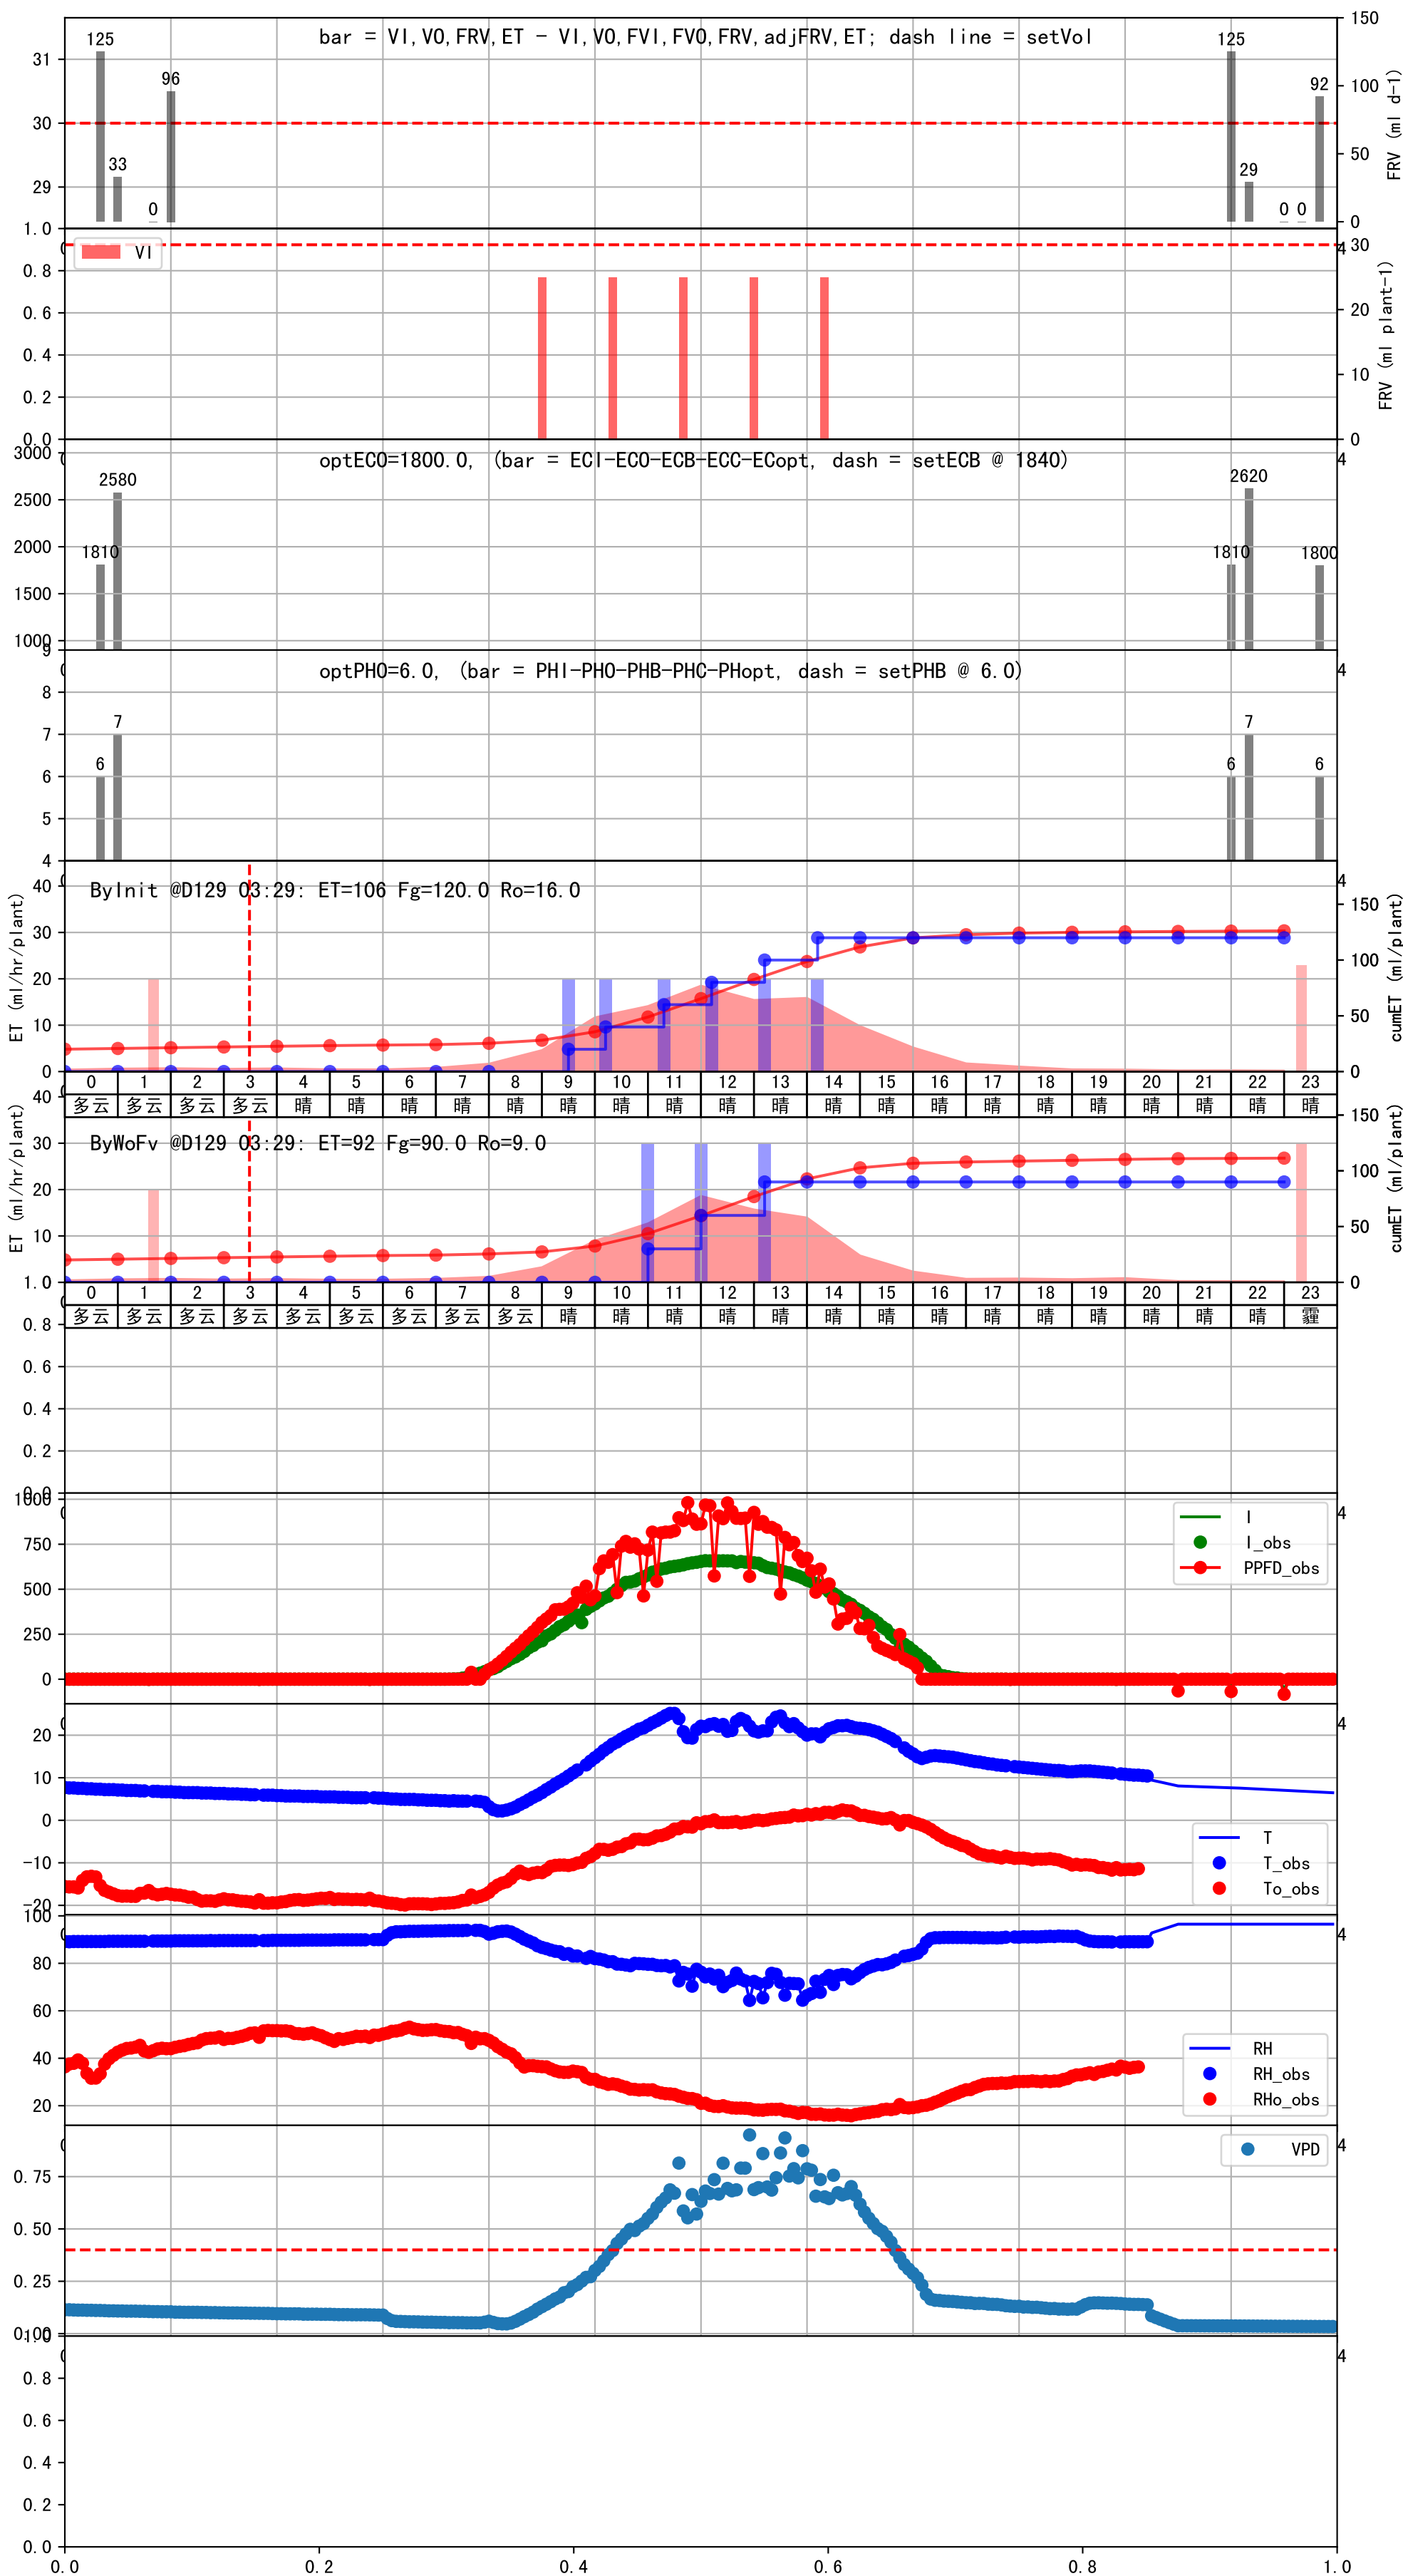 bar = VI,VO,FRV,ET - VI,VO,FVI,FVO,FRV,adjFRV,ET; dash line = setVol
125 33 0 96 125 29 0 0 92
31
30
29
150
100
50
0
FRV (ml d-1)
VI
1.0
0.8
0.6
0.4
0.2
0.0
30
20
10
0
FRV (ml plant-1)
optECO=1800.0, (bar = ECI-ECO-ECB-ECC-ECopt, dash = setECB @ 1840)
1810 2580 1810 2620 1800
3000
2500
2000
1500
1000
optPHO=6.0, (bar = PHI-PHO-PHB-PHC-PHopt, dash = setPHB @ 6.0)
6 7 6 7 6
9
8
7
6
5
4
ByInit @D129 03:29: ET=106 Fg=120.0 Ro=16.0
ET (ml/hr/plant)
40
30
20
10
0
150
100
50
0
cumET (ml/plant)
0 1 2 3 4 5 6 7 8 9 10 11 12 13 14 15 16 17 18 19 20 21 22 23
多云 多云 多云 多云 晴 晴 晴 晴 晴 晴 晴 晴 晴 晴 晴 晴 晴 晴 晴 晴 晴 晴 晴 晴
ByWoFv @D129 03:29: ET=92 Fg=90.0 Ro=9.0
ET (ml/hr/plant)
40
30
20
10
150
100
50
0
cumET (ml/plant)
0 1 2 3 4 5 6 7 8 9 10 11 12 13 14 15 16 17 18 19 20 21 22 23
多云 多云 多云 多云 多云 多云 多云 多云 多云 晴 晴 晴 晴 晴 晴 晴 晴 晴 晴 晴 晴 晴 晴 霾
1.0
0.8
0.6
0.4
0.2
0.0
1000
750
500
250
0
I
I_obs
PPFD_obs
20
10
0
-10
-20
T
T_obs
To_obs
100
80
60
40
20
RH
RH_obs
RHo_obs
0.75
0.50
0.25
0.00
VPD
1.0
0.8
0.6
0.4
0.2
0.0
0.0 0.2 0.4 0.6 0.8 1.0